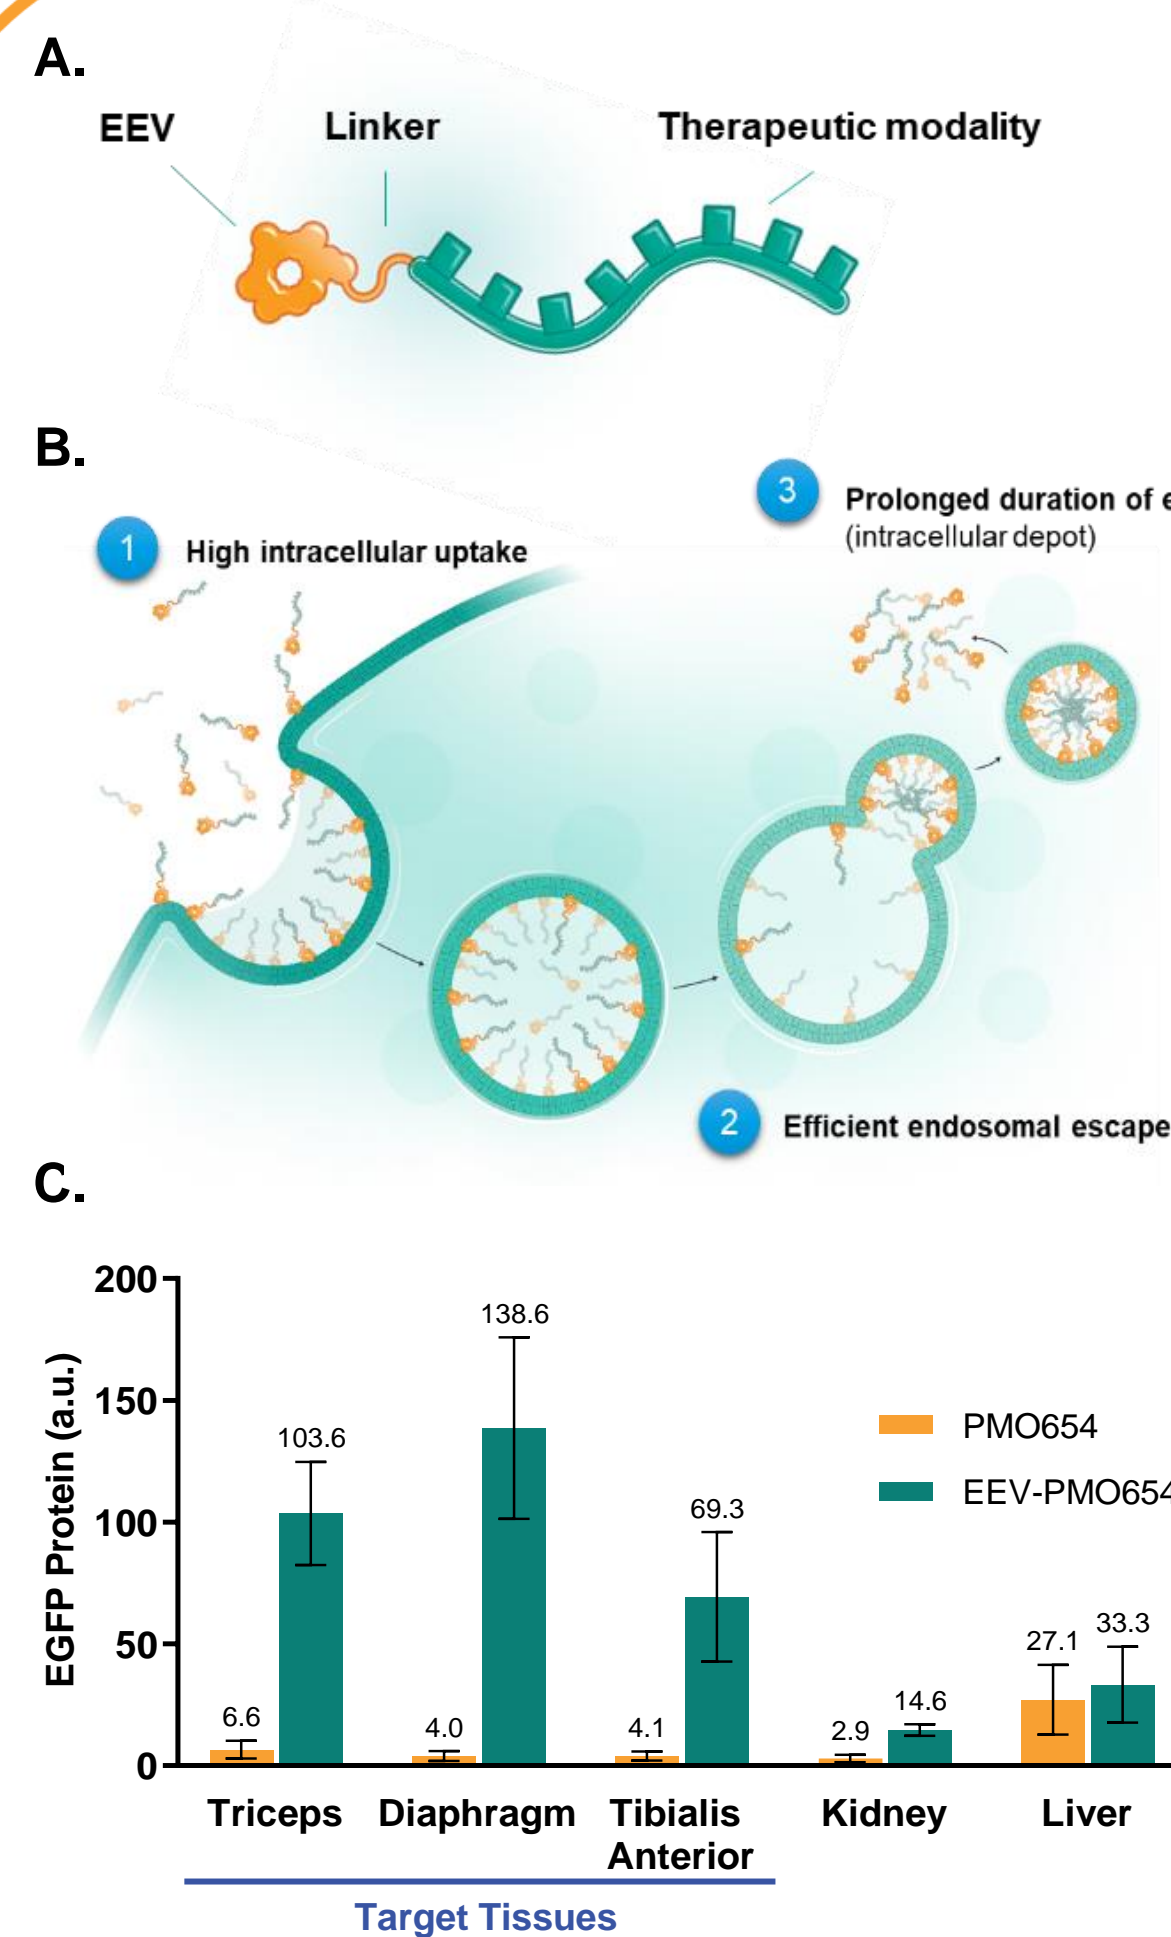 A.
EEV
Linker
Therapeutic modality
B.
3
Prolonged duration of e
(intracellular depot)
1
High intracellular uptake
2
Efficient endosomal escape
C.
EGFP Protein (a.u.)
200
150
100
50
0
6.6
103.6
4.0
138.6
4.1
69.3
2.9
14.6
27.1
33.3
PMO654
EEV-PMO654
Triceps
Diaphragm
Tibialis
Anterior
Kidney
Liver
Target Tissues